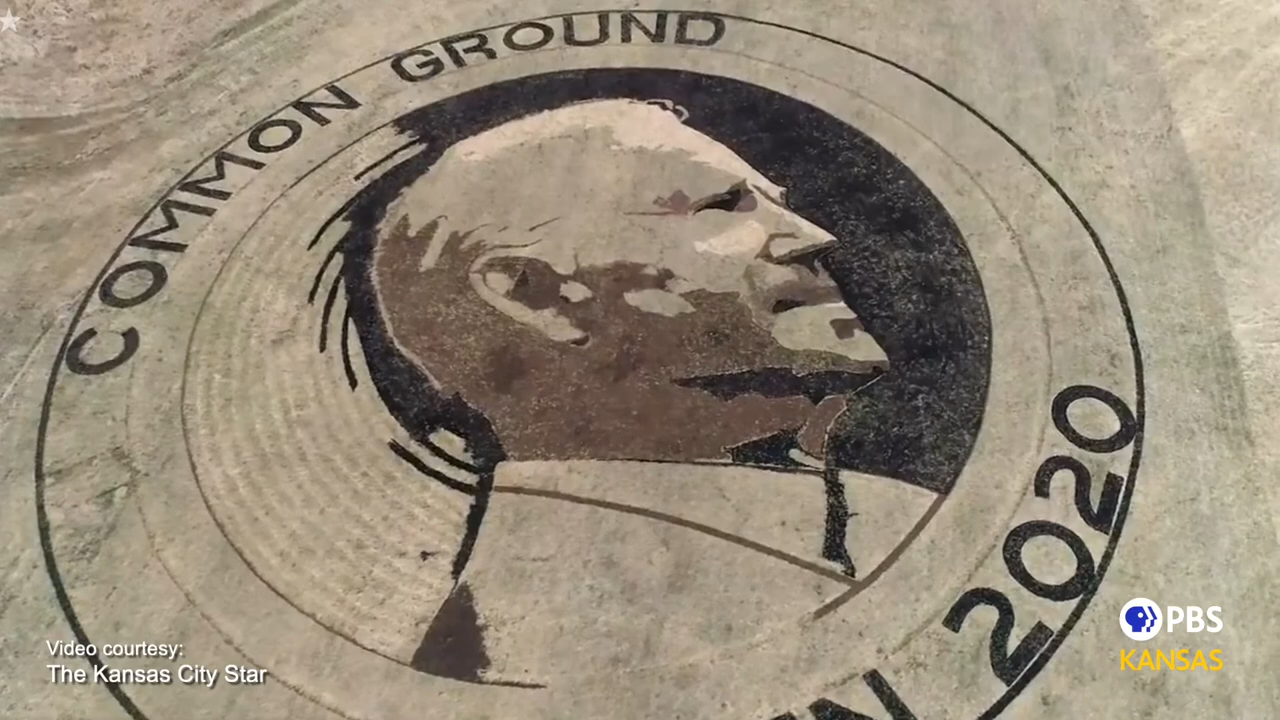 COMMON GROUND
2020
Video courtesy:
The Kansas City Star
PBS
KANSAS